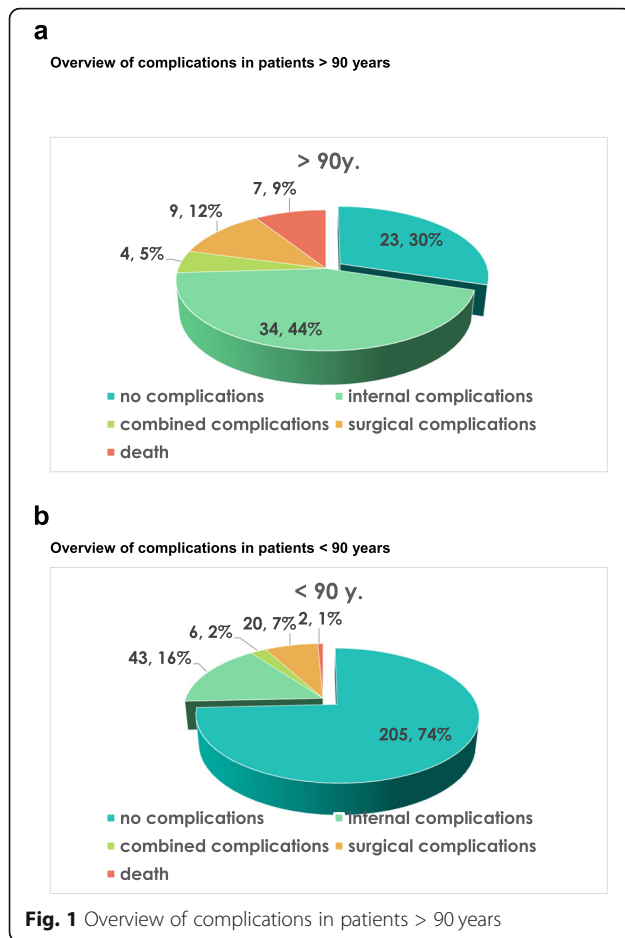 a
Overview of complications in patients > 90 years
> 90y.
7, 9%
9, 12%
23, 30%
4, 5%
34, 44%
no complications internal complications
combined complications surgical complications
death
b
Overview of complications in patients < 90 years
< 90 y.
20, 7% 2, 1%
6, 2%
43, 16%
205, 74%
no complications internal complications
combined complications surgical complications
death
Fig. 1 Overview of complications in patients > 90 years